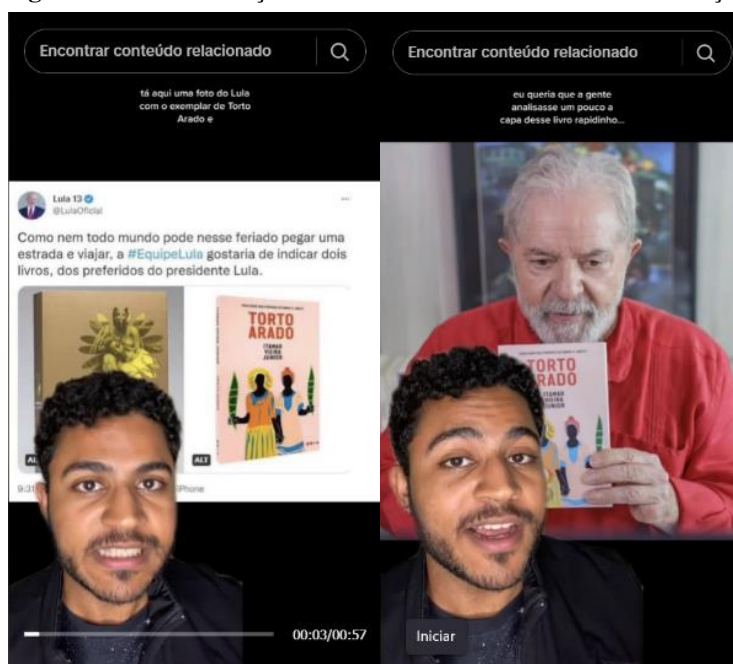 Encontrar conteúdo relacionado
tá aqui uma foto do Lula
com o exemplar de Torto
Arado e
Lula 13
@LulaOficial
Como nem todo mundo pode nesse feriado pegar uma
estrada e viajar, a #EquipeLula gostaria de indicar dois
livros, dos preferidos do presidente Lula.
TORTO
ARADO
ITAMAR
VIEIRA
JUNIOR
ALT
iPhone
00:03/00:57
Encontrar conteúdo relacionado
eu queria que a gente
analisasse um pouco a
capa desse livro rapidinho...
TORTO
ARADO
ITAMAR
VIEIRA
JUNIOR
Iniciar